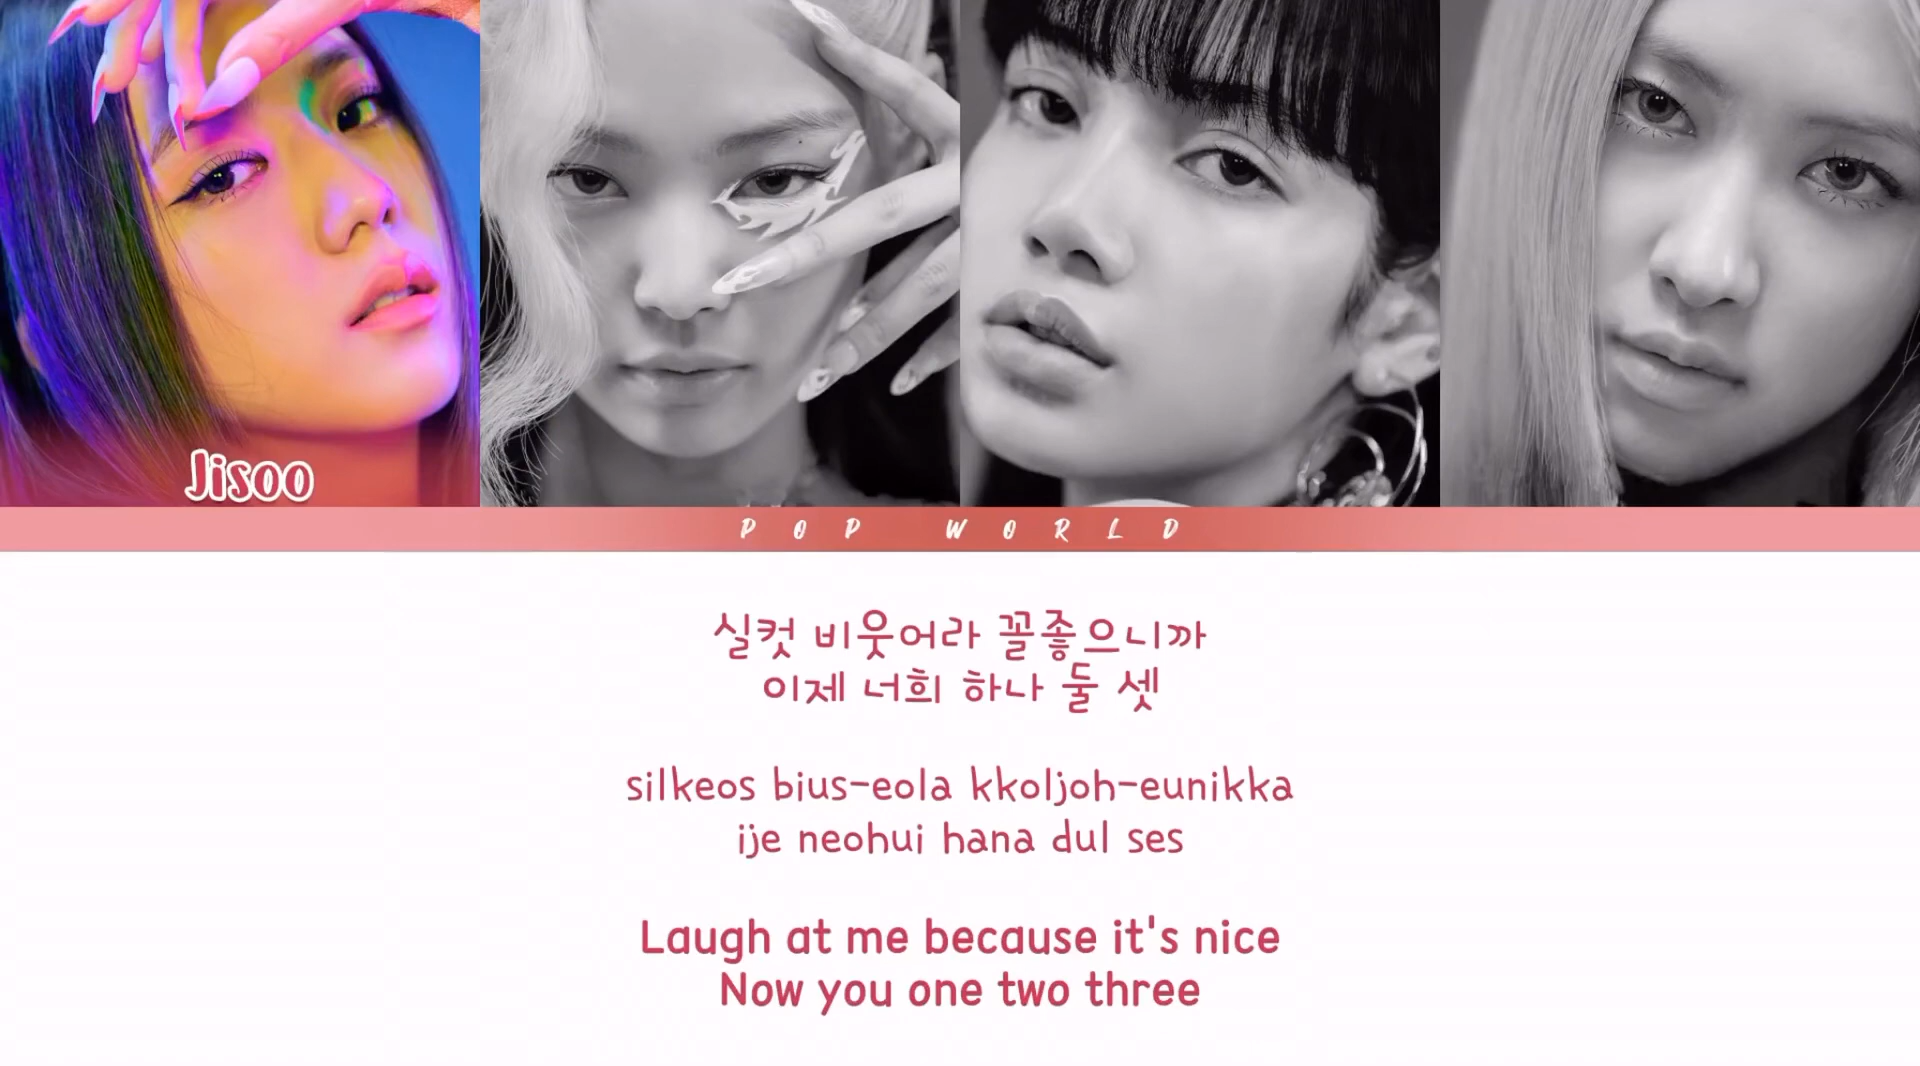 Jisoo
POP WORLD
실컷 비웃어라 꼴좋으니까
이제 너희 하나 둘 셋
silkeos bius-eola kkoljoh-eunikka
ije neohui hana dul ses
Laugh at me because it's nice
Now you one two three